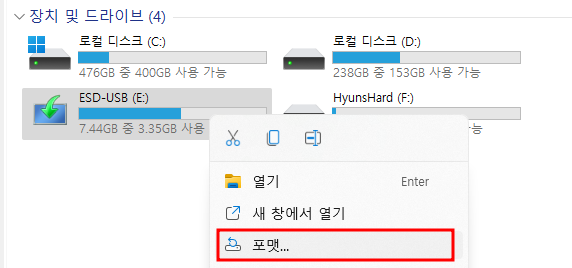 장치 및 드라이브 (4)
로컬 디스크 (C:)
476GB 중 400GB 사용 가능
로컬 디스크 (D:)
238GB 중 153GB 사용 가능
ESD-USB (E:)
7.44GB 중 3.35GB 사용
HyunsHard (F:)
가능
열기 Enter
새 창에서 열기
포맷...